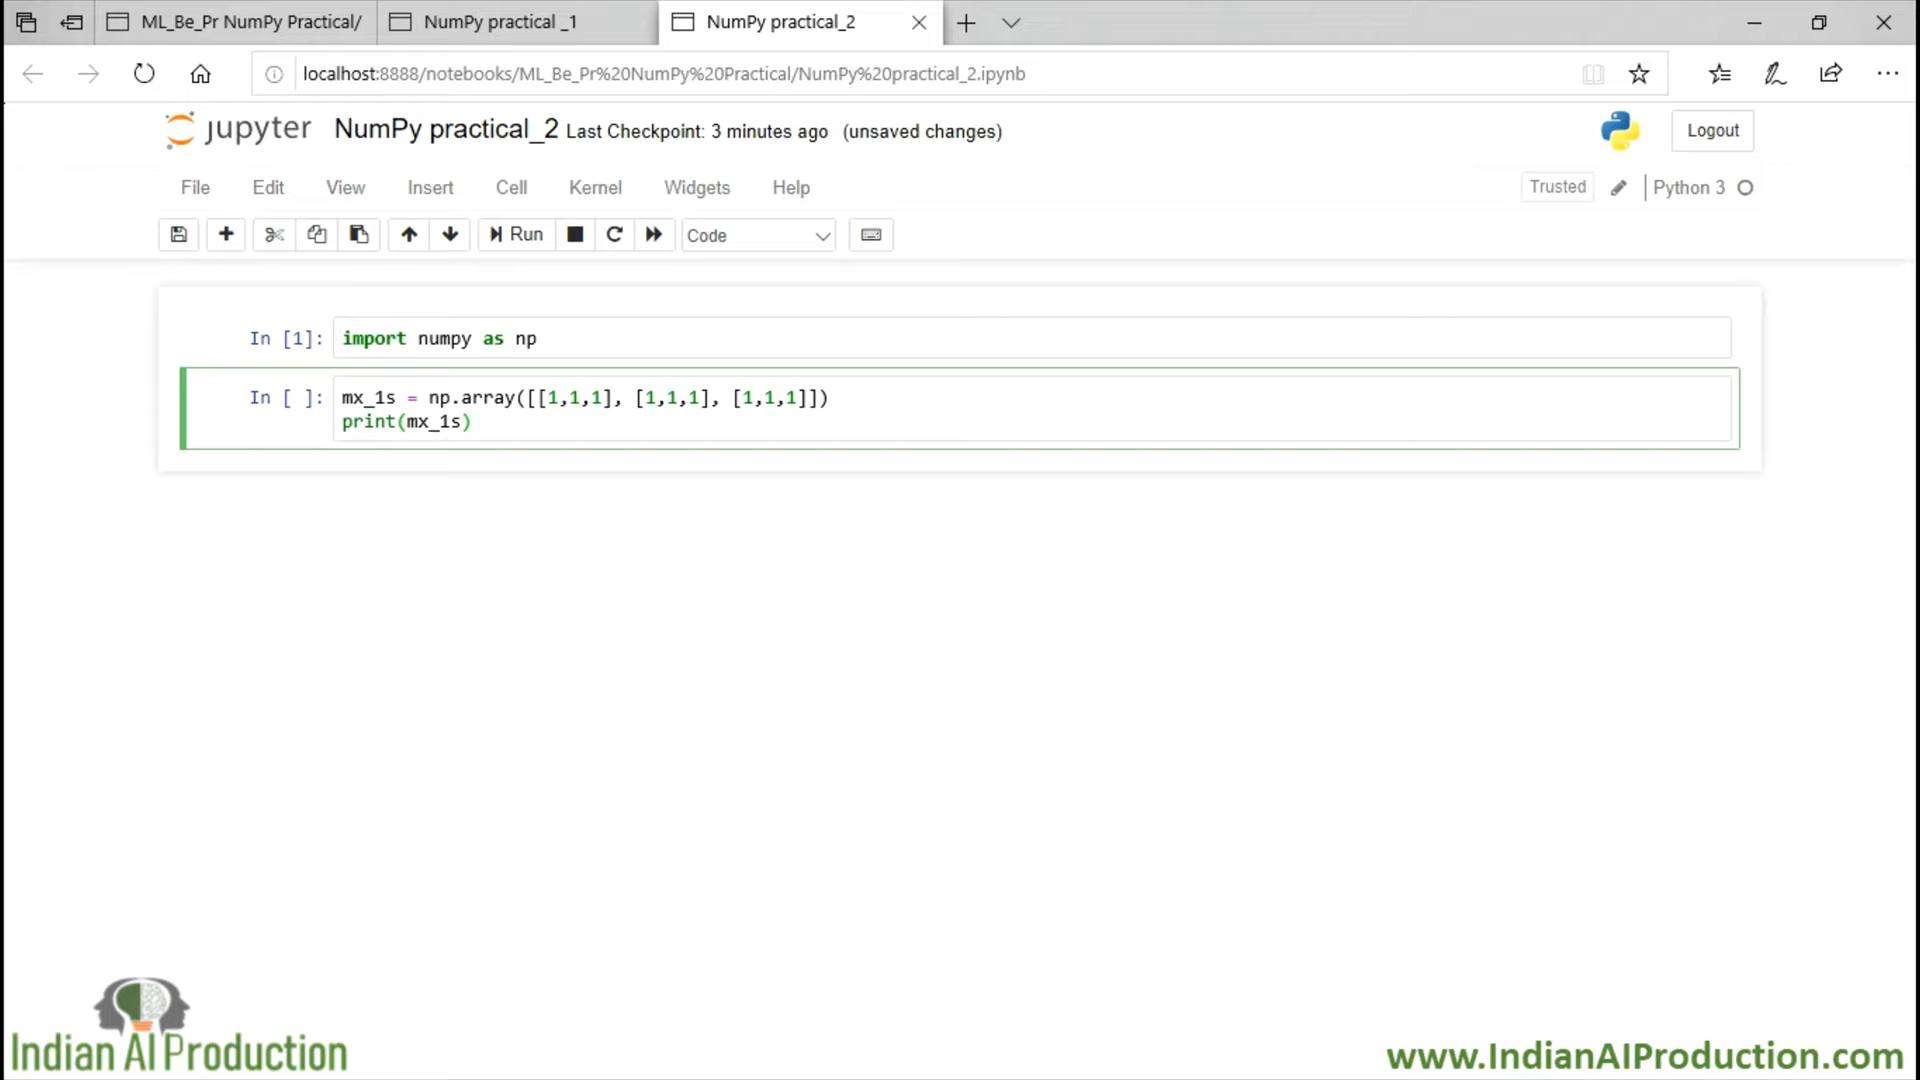 ML_Be_Pr NumPy Practical/
NumPy practical _1
NumPy practical_2
localhost:8888/notebooks/ML_Be_Pr%20NumPy%20Practical/NumPy%20practical_2.ipynb
jupyter NumPy practical_2 Last Checkpoint: 3 minutes ago (unsaved changes)
Logout
File Edit View Insert Cell Kernel Widgets Help
Trusted
Python 3
Run
Code
In [1]: import numpy as np
In [ ]: mx_1s = np.array([[1,1,1], [1,1,1], [1,1,1]])
print(mx_1s)
Indian AI Production
www.IndianAIProduction.com